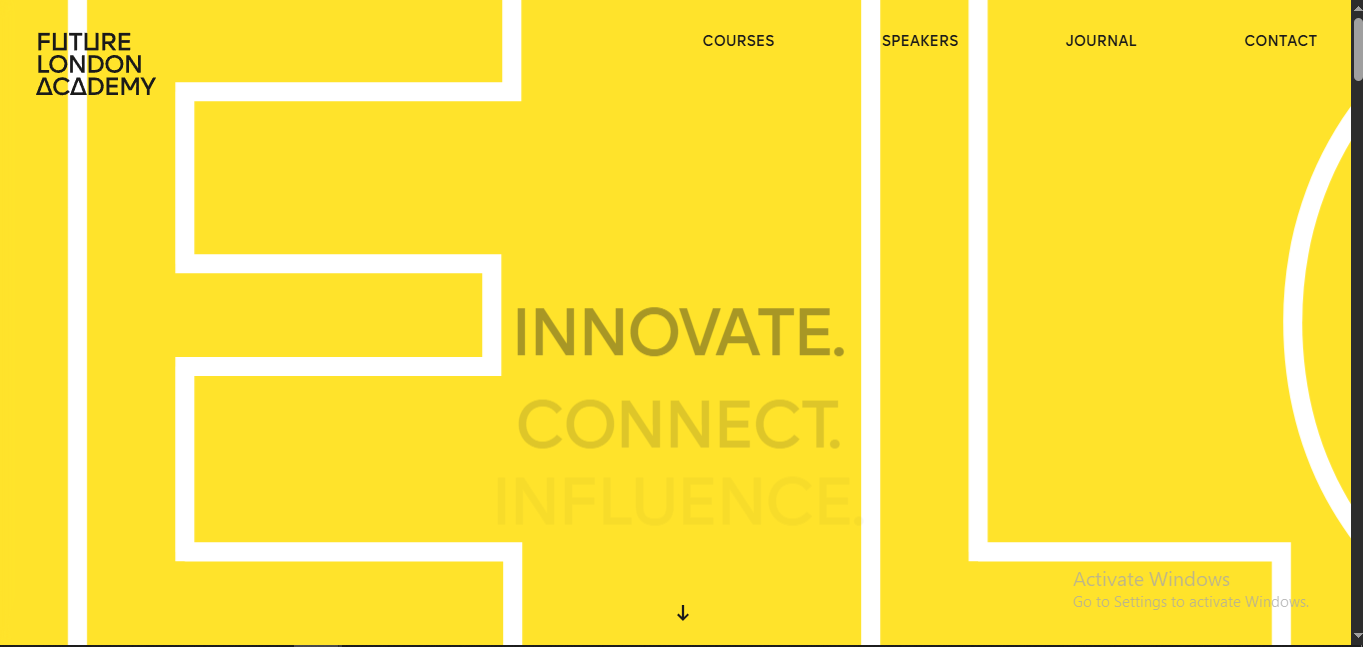 FUTURE
LONDON
ACADEMY
COURSES
SPEAKERS
JOURNAL
CONTACT
INNOVATE.
CONNECT.
INFLUENCE.
Activate Windows
Go to Settings to activate Windows.